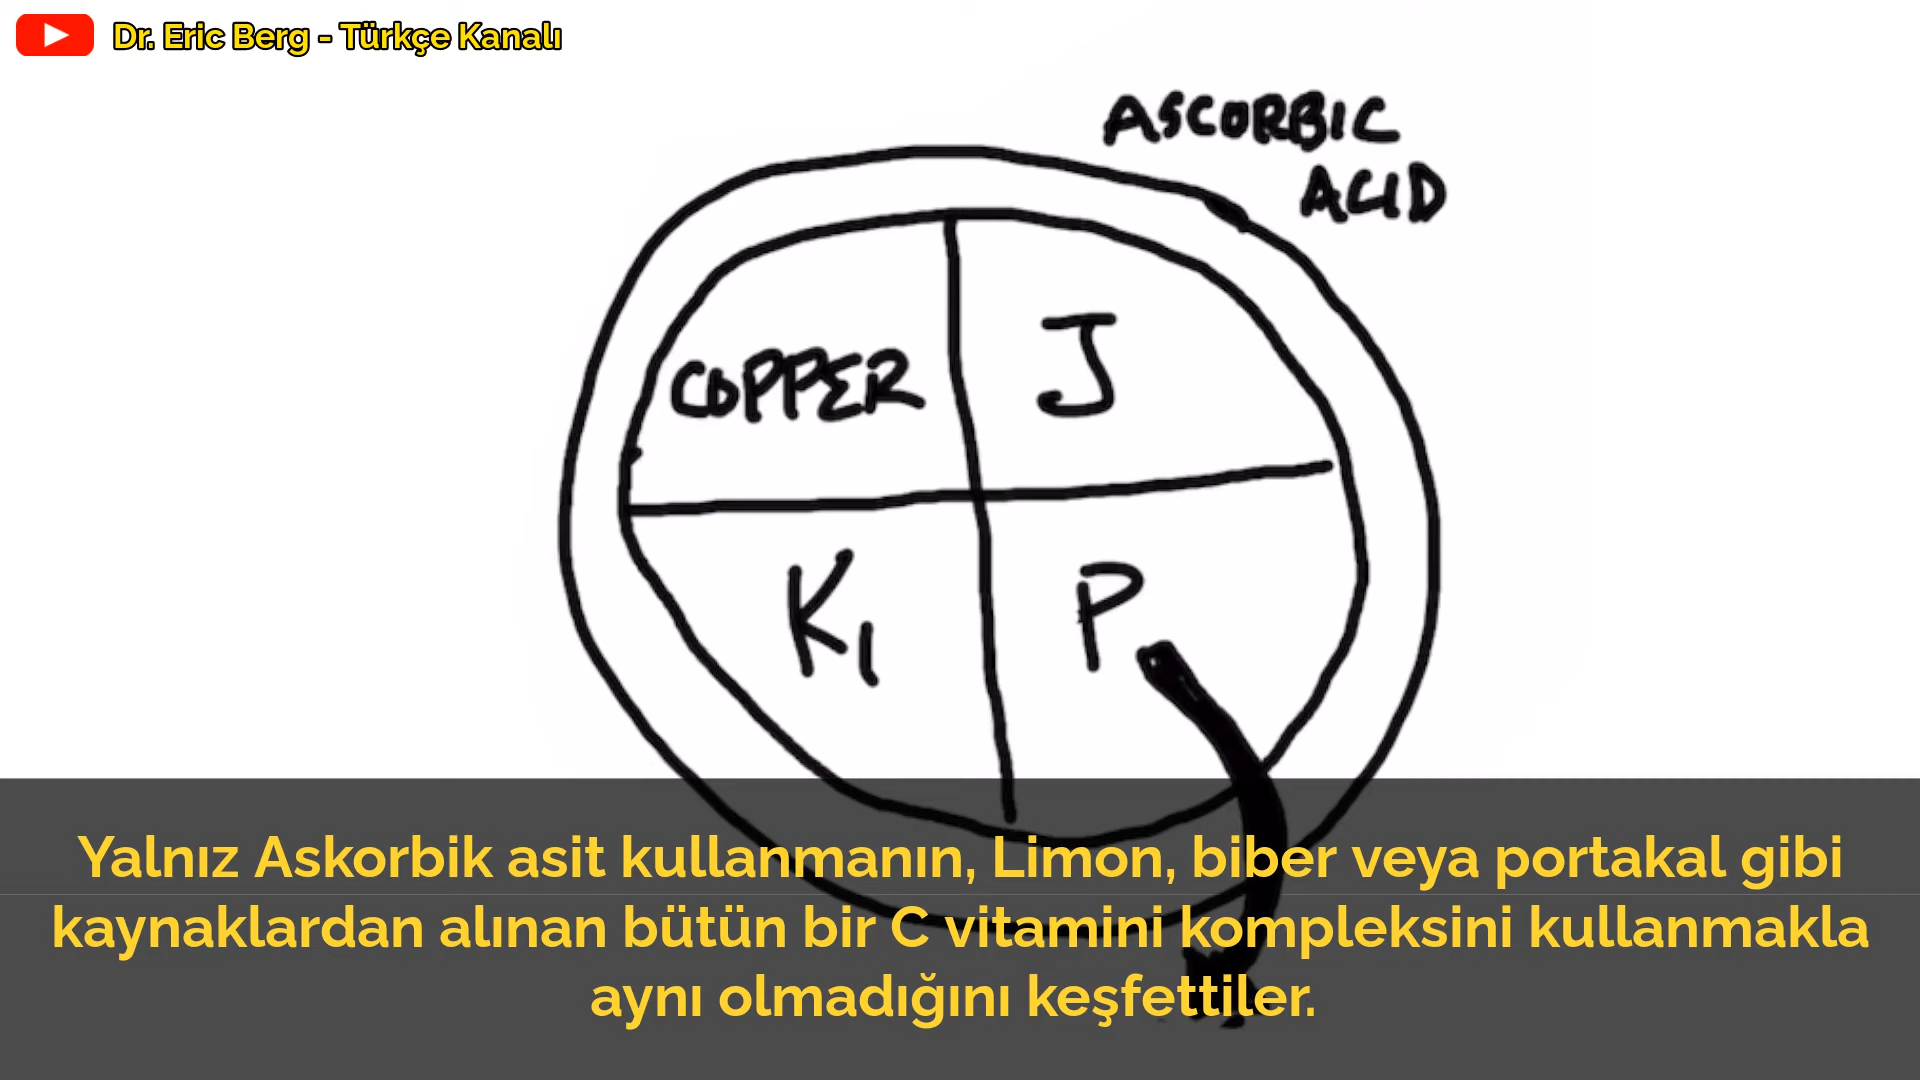 Dr. Eric Berg - Türkçe Kanalı
ASCORBIC
ACID
COPPER
J
K1
P
Yalnız Askorbik asit kullanmanın, Limon, biber veya portakal gibi
kaynaklardan alınan bütün bir C vitamini kompleksini kullanmakla
aynı olmadığını keşfettiler.